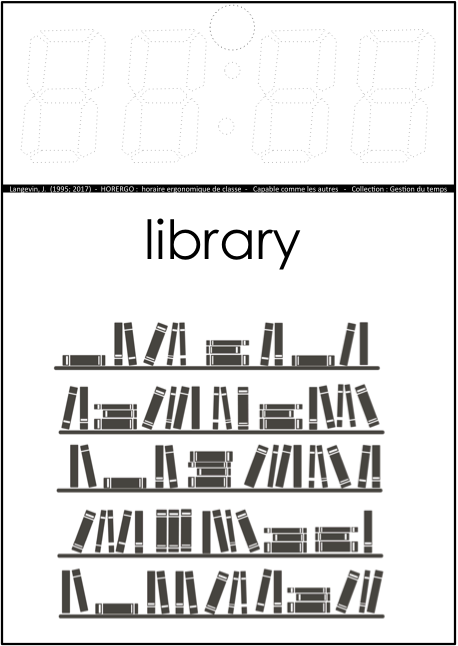 Langevin, J. (1995; 2017) - HORERGO : horaire ergonomique de classe - Capable comme les autres - Collection : Gestion du temps
library